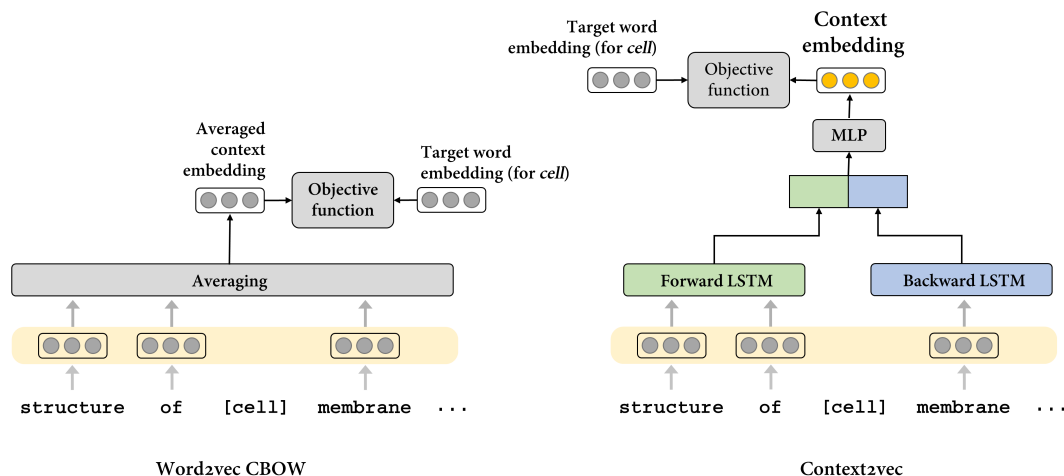 Averaged
context
embedding
Target word
embedding (for cell)
Objective
function
Averaging
structure of [cell] membrane ...
Word2vec CBOW
Target word
embedding (for cell)
Context
embedding
Objective
function
MLP
Forward LSTM
Backward LSTM
structure of [cell] membrane ...
Context2vec